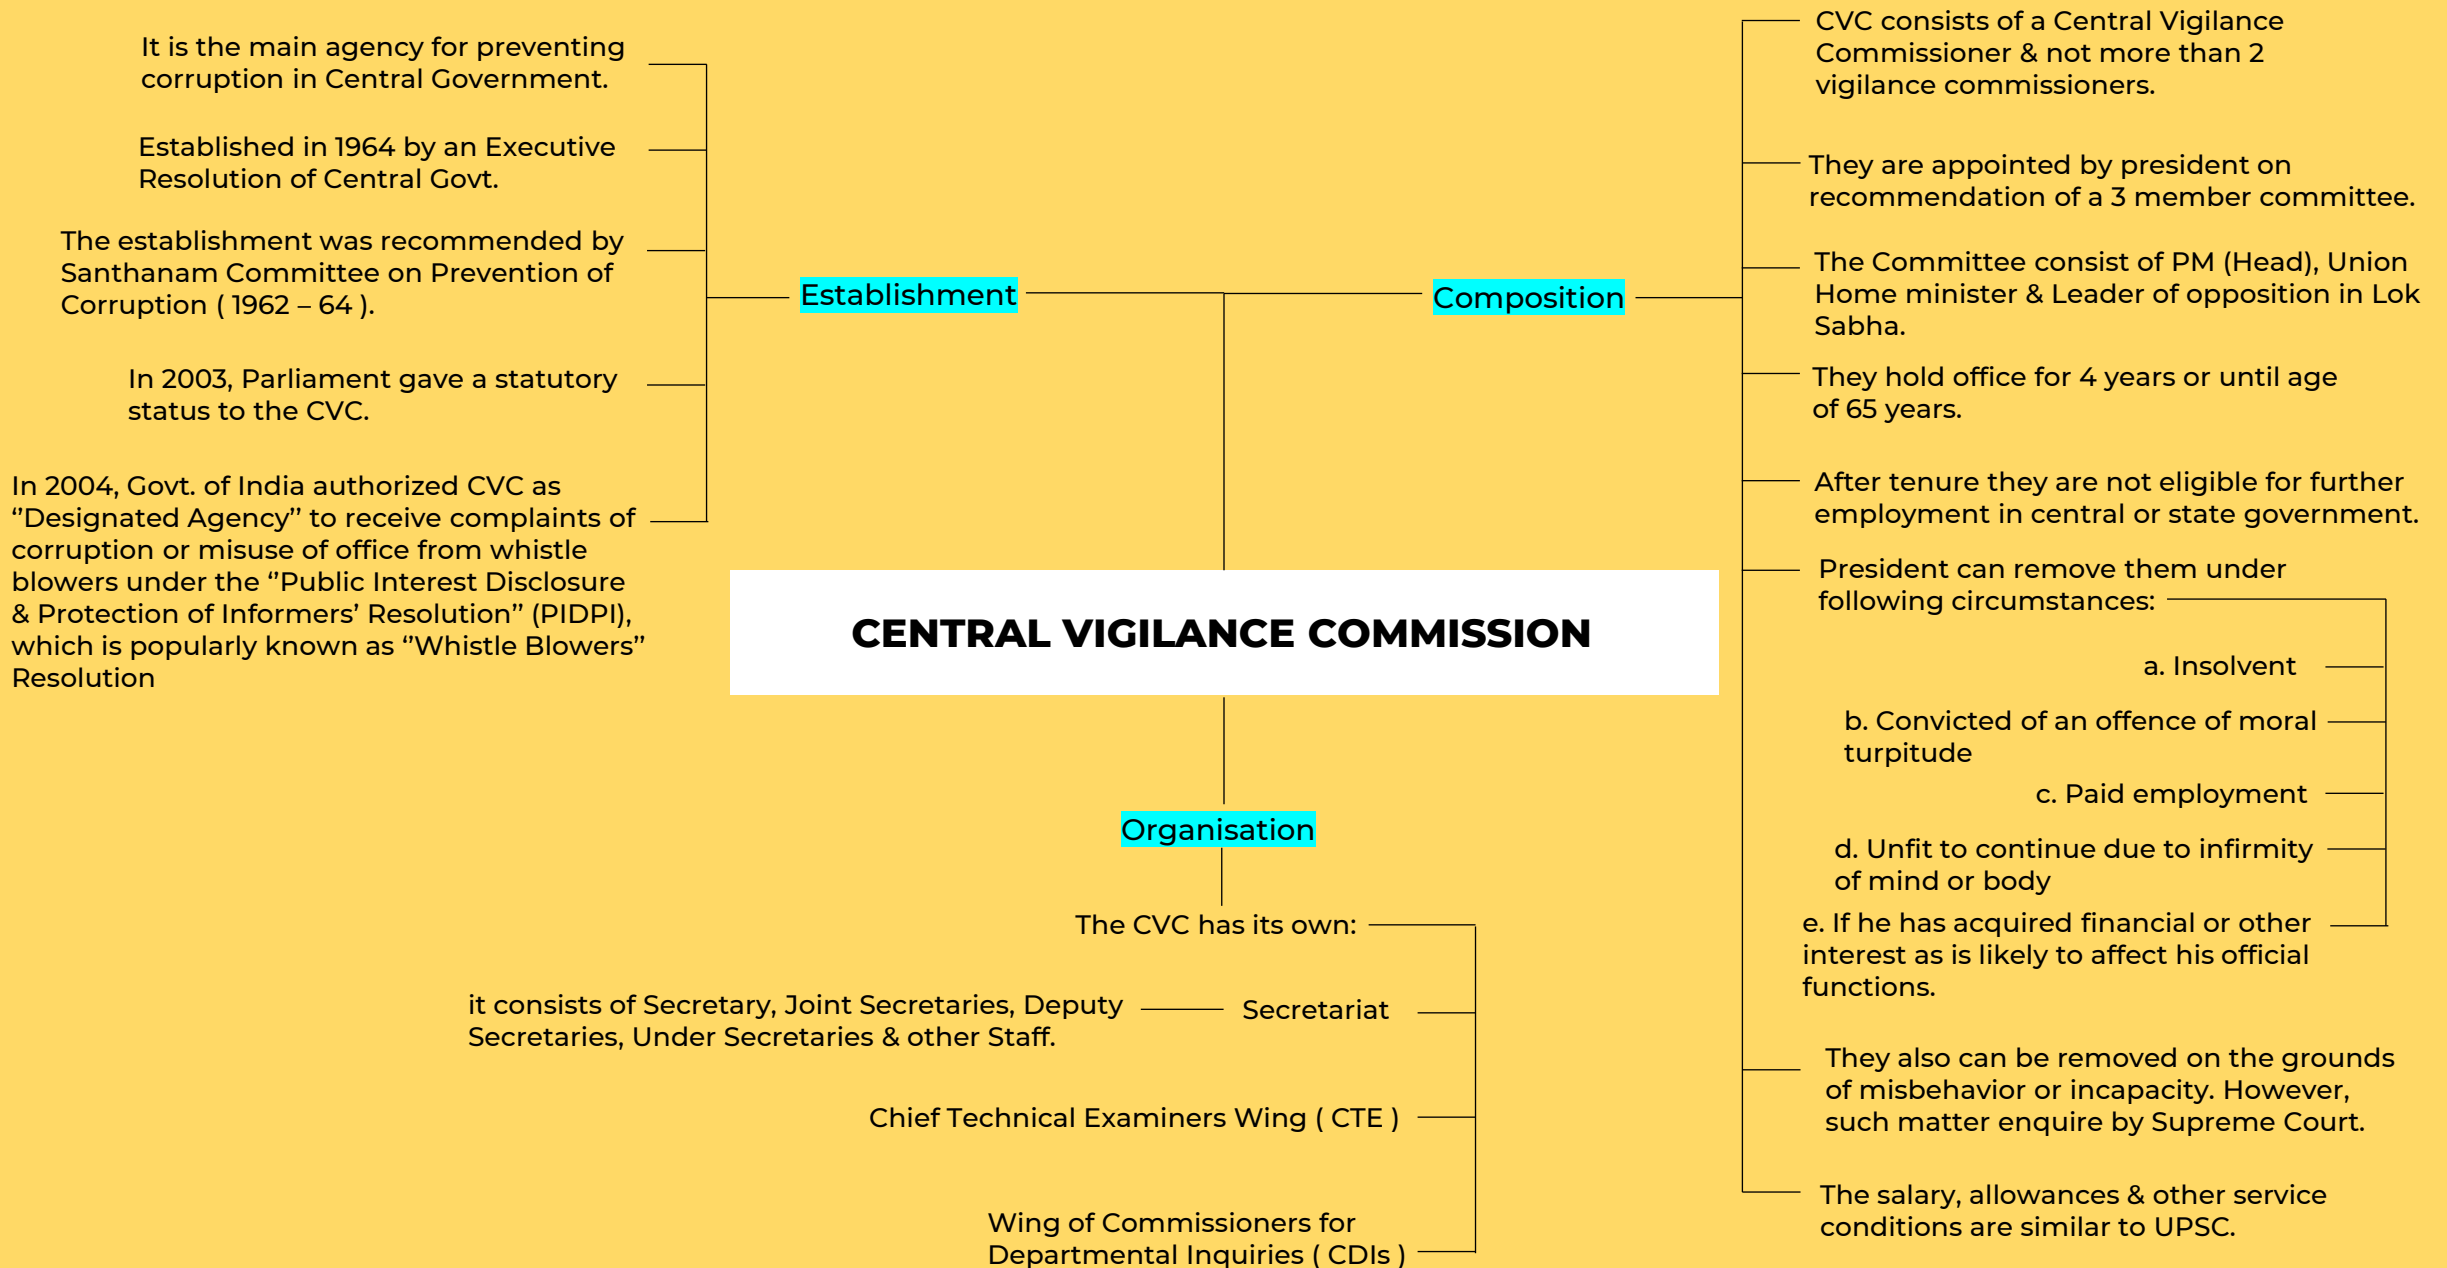 It is the main agency for preventing
corruption in Central Government.
Established in 1964 by an Executive
Resolution of Central Govt.
The establishment was recommended by
Santhanam Committee on Prevention of
Corruption ( 1962 – 64 ).
In 2003, Parliament gave a statutory
status to the CVC.
In 2004, Govt. of India authorized CVC as
‘’Designated Agency’’ to receive complaints of
corruption or misuse of office from whistle
blowers under the ‘’Public Interest Disclosure
& Protection of Informers’ Resolution’’ (PIDPI),
which is popularly known as ‘’Whistle Blowers’’
Resolution
Establishment
Composition
CVC consists of a Central Vigilance
Commissioner & not more than 2
vigilance commissioners.
They are appointed by president on
recommendation of a 3 member committee.
The Committee consist of PM (Head), Union
Home minister & Leader of opposition in Lok
Sabha.
They hold office for 4 years or until age
of 65 years.
After tenure they are not eligible for further
employment in central or state government.
President can remove them under
following circumstances:
a. Insolvent
b. Convicted of an offence of moral
turpitude
c. Paid employment
d. Unfit to continue due to infirmity
of mind or body
e. If he has acquired financial or other
interest as is likely to affect his official
functions.
They also can be removed on the grounds
of misbehavior or incapacity. However,
such matter enquire by Supreme Court.
The salary, allowances & other service
conditions are similar to UPSC.
CENTRAL VIGILANCE COMMISSION
Organisation
The CVC has its own:
Secretariat
it consists of Secretary, Joint Secretaries, Deputy
Secretaries, Under Secretaries & other Staff.
Chief Technical Examiners Wing ( CTE )
Wing of Commissioners for
Departmental Inquiries ( CDIs )